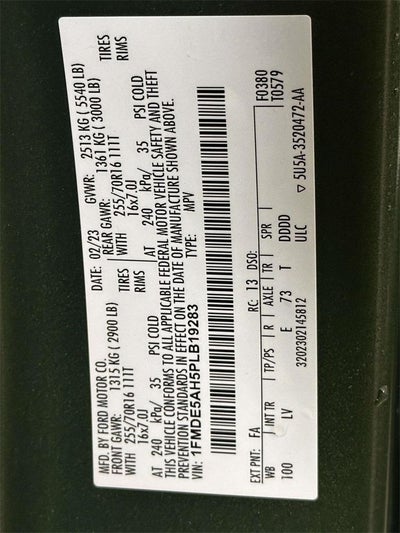 MFD. BY FORD MOTOR CO.
DATE: 02/23
GVWR: 2513 KG ( 5540 LB)
FRONT GAWR: 1315 KG ( 2900 LB)
REAR GAWR: 1361 KG ( 3000 LB)
WITH 255/70R16 111T TIRES
WITH 255/70R16 111T TIRES
16x7.0J RIMS
16x7.0J RIMS
AT 240 kPa/ 35 PSI COLD
AT 240 kPa/ 35 PSI COLD
THIS VEHICLE CONFORMS TO ALL APPLICABLE FEDERAL MOTOR VEHICLE SAFETY AND THEFT
PREVENTION STANDARDS IN EFFECT ON THE DATE OF MANUFACTURE SHOWN ABOVE.
VIN: 1FMDE5AH5PLB19283
TYPE: MPV
F0380
T0579
EXT PNT: FA RC: 13 DSO:
WB INT TR TP/PS R AXLE TR SPR
100 LV E 73 T DDDD
ULC
3202302145812
▽ 5U5A-3520472-AA